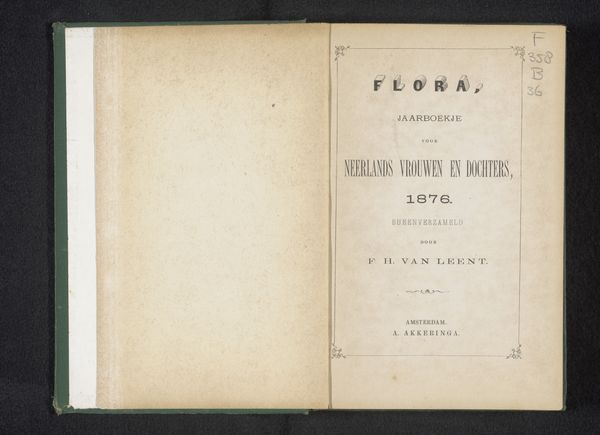 F
358
B
36
FLORA,
JAARBOEKJE
VOOR
NEERLANDS VROUWEN EN DOCHTERS,
1876.
BIJEENVERZAMELD
DOOR
F. H. VAN LEENT.
AMSTERDAM.
A. AKKERINGA.